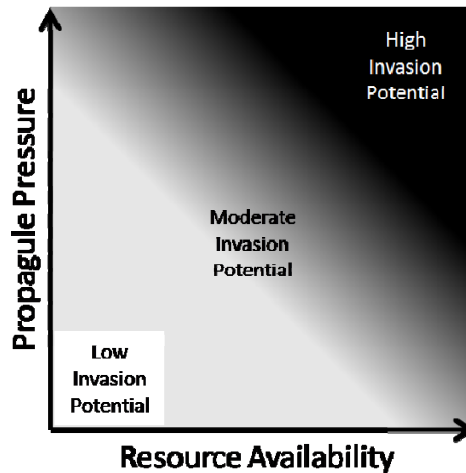 High
Invasion
Potential
Propagule Pressure
Moderate
Invasion
Potential
Low
Invasion
Potential
Resource Availability